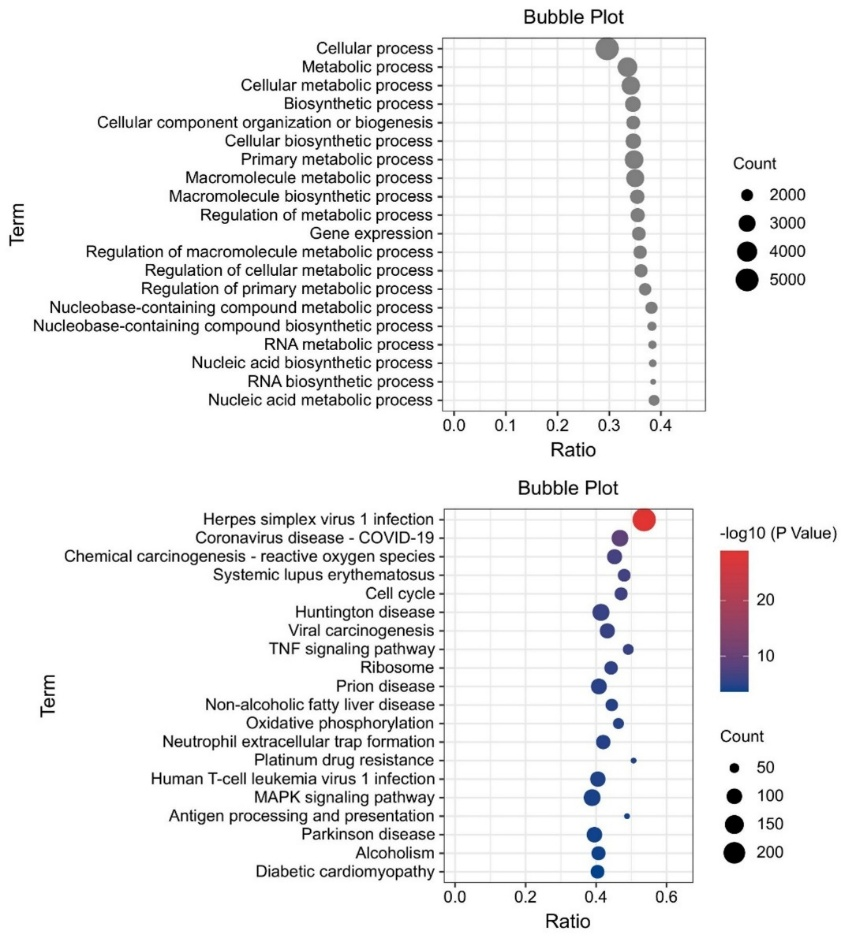 Bubble Plot
Term
Cellular process
Metabolic process
Cellular metabolic process
Biosynthetic process
Cellular component organization or biogenesis
Cellular biosynthetic process
Primary metabolic process
Macromolecule metabolic process
Macromolecule biosynthetic process
Regulation of metabolic process
Gene expression
Regulation of macromolecule metabolic process
Regulation of cellular metabolic process
Regulation of primary metabolic process
Nucleobase-containing compound metabolic process
Nucleobase-containing compound biosynthetic process
RNA metabolic process
Nucleic acid biosynthetic process
RNA biosynthetic process
Nucleic acid metabolic process
0.0 0.1 0.2 0.3 0.4
Ratio
Count
2000
3000
4000
5000
Bubble Plot
Term
Herpes simplex virus 1 infection
Coronavirus disease - COVID-19
Chemical carcinogenesis - reactive oxygen species
Systemic lupus erythematosus
Cell cycle
Huntington disease
Viral carcinogenesis
TNF signaling pathway
Ribosome
Prion disease
Non-alcoholic fatty liver disease
Oxidative phosphorylation
Neutrophil extracellular trap formation
Platinum drug resistance
Human T-cell leukemia virus 1 infection
MAPK signaling pathway
Antigen processing and presentation
Parkinson disease
Alcoholism
Diabetic cardiomyopathy
0.0 0.2 0.4 0.6
Ratio
-log10 (P Value)
20
10
Count
50
100
150
200